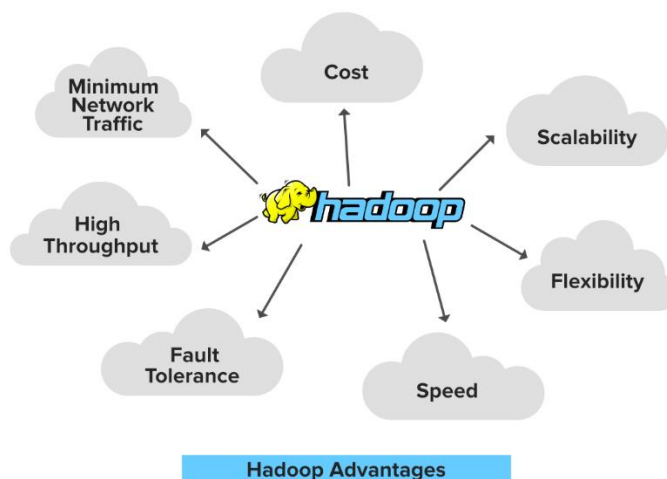 Cost
Minimum
Network
Traffic
Scalability
hadoop
High
Throughput
Flexibility
Fault
Tolerance
Speed
Hadoop Advantages